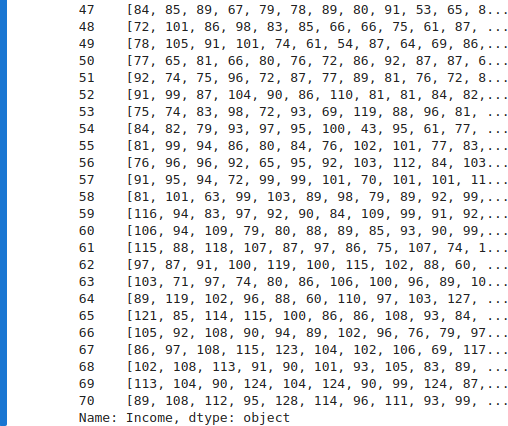 47 [84, 85, 89, 67, 79, 78, 89, 80, 91, 53, 65, 8...
48 [72, 101, 86, 98, 83, 85, 66, 66, 75, 61, 87, ...
49 [78, 105, 91, 101, 74, 61, 54, 87, 64, 69, 86,...
50 [77, 65, 81, 66, 80, 76, 72, 86, 92, 87, 87, 6...
51 [92, 74, 75, 96, 72, 87, 77, 89, 81, 76, 72, 8...
52 [91, 99, 87, 104, 90, 86, 110, 81, 81, 84, 82,...
53 [75, 74, 83, 98, 72, 93, 69, 119, 88, 96, 81, ...
54 [84, 82, 79, 93, 97, 95, 100, 43, 95, 61, 77, ...
55 [81, 99, 94, 86, 80, 84, 76, 102, 101, 77, 83,...
56 [76, 96, 96, 92, 65, 95, 92, 103, 112, 84, 103...
57 [91, 95, 94, 72, 99, 99, 101, 70, 101, 101, 11...
58 [81, 101, 63, 99, 103, 89, 98, 79, 89, 92, 99,...
59 [116, 94, 83, 97, 92, 90, 84, 109, 99, 91, 92,...
60 [106, 94, 109, 79, 80, 88, 89, 85, 93, 90, 99,...
61 [115, 88, 118, 107, 87, 97, 86, 75, 107, 74, 1...
62 [97, 87, 91, 100, 119, 100, 115, 102, 88, 60, ...
63 [103, 71, 97, 74, 80, 86, 106, 100, 96, 89, 10...
64 [89, 119, 102, 96, 88, 60, 110, 97, 103, 127, ...
65 [121, 85, 114, 115, 100, 86, 86, 108, 93, 84, ...
66 [105, 92, 108, 90, 94, 89, 102, 96, 76, 79, 97...
67 [86, 97, 108, 115, 123, 104, 102, 106, 69, 117...
68 [102, 108, 113, 91, 90, 101, 93, 105, 83, 89, ...
69 [113, 104, 90, 124, 104, 124, 90, 99, 124, 87,...
70 [89, 108, 112, 95, 128, 114, 96, 111, 93, 99, ...
Name: Income, dtype: object